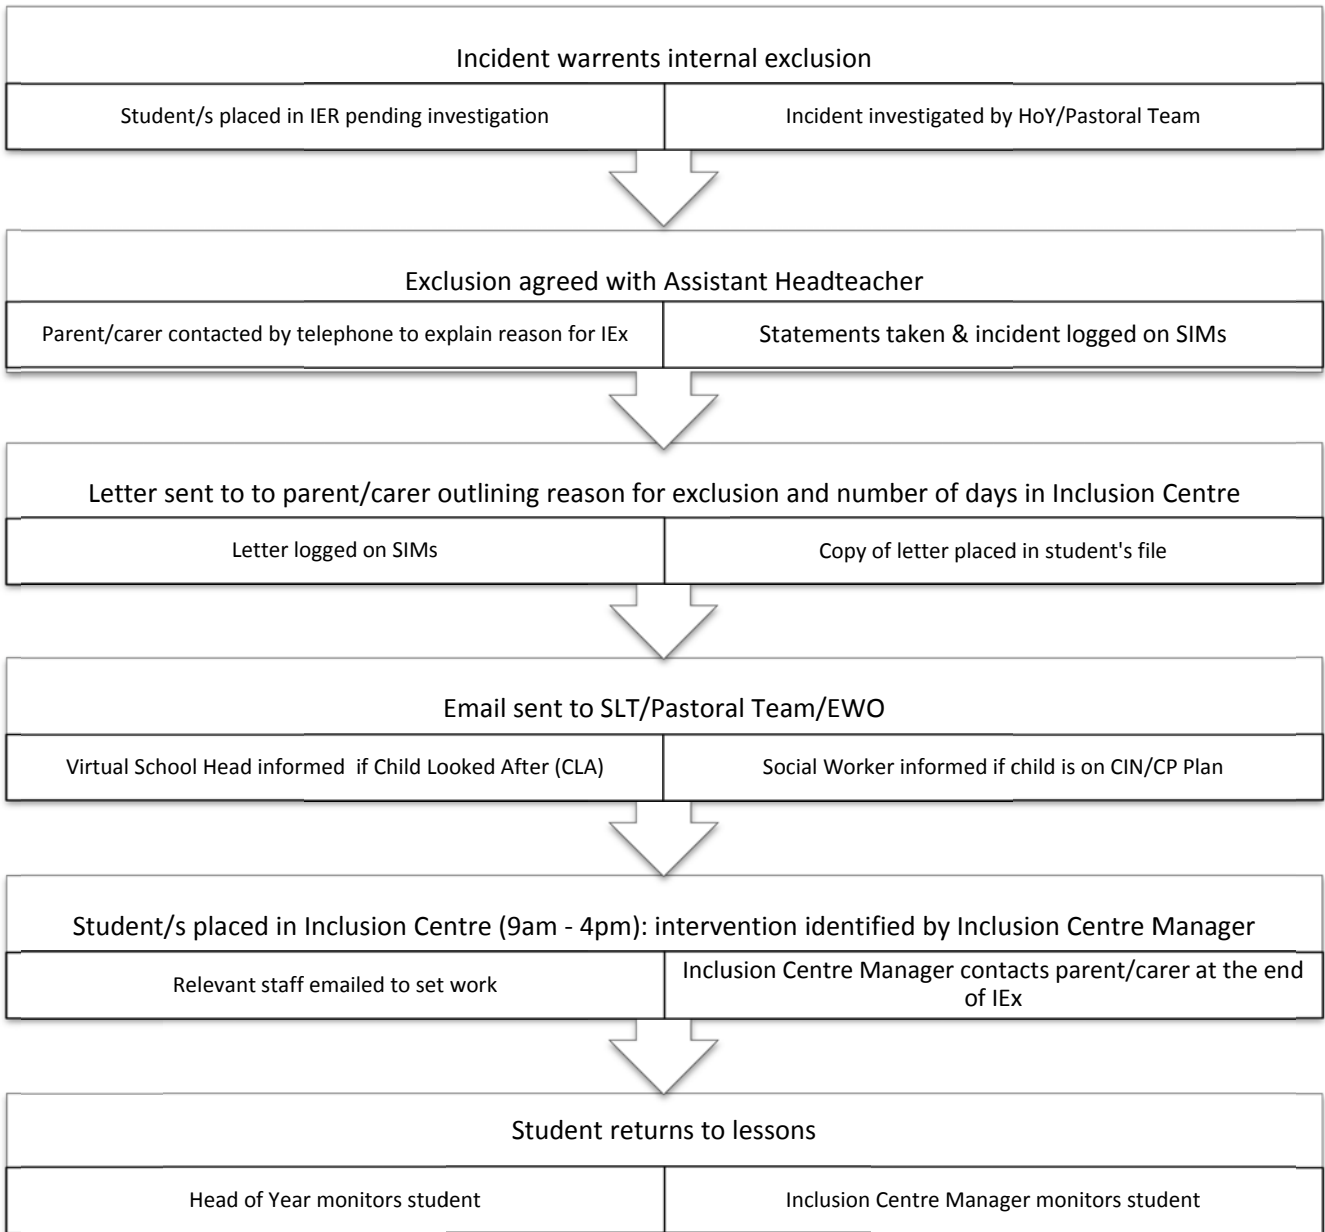 Incident warrents internal exclusion
Student/s placed in IER pending investigation
Incident investigated by HoY/Pastoral Team
Exclusion agreed with Assistant Headteacher
Parent/carer contacted by telephone to explain reason for IEx
Statements taken & incident logged on SIMs
Letter sent to to parent/carer outlining reason for exclusion and number of days in Inclusion Centre
Letter logged on SIMs
Copy of letter placed in student's file
Email sent to SLT/Pastoral Team/EWO
Virtual School Head informed  if Child Looked After (CLA)
Social Worker informed if child is on CIN/CP Plan
Student/s placed in Inclusion Centre (9am - 4pm): intervention identified by Inclusion Centre Manager
Relevant staff emailed to set work
Inclusion Centre Manager contacts parent/carer at the end
of IEx
Student returns to lessons
Head of Year monitors student
Inclusion Centre Manager monitors student